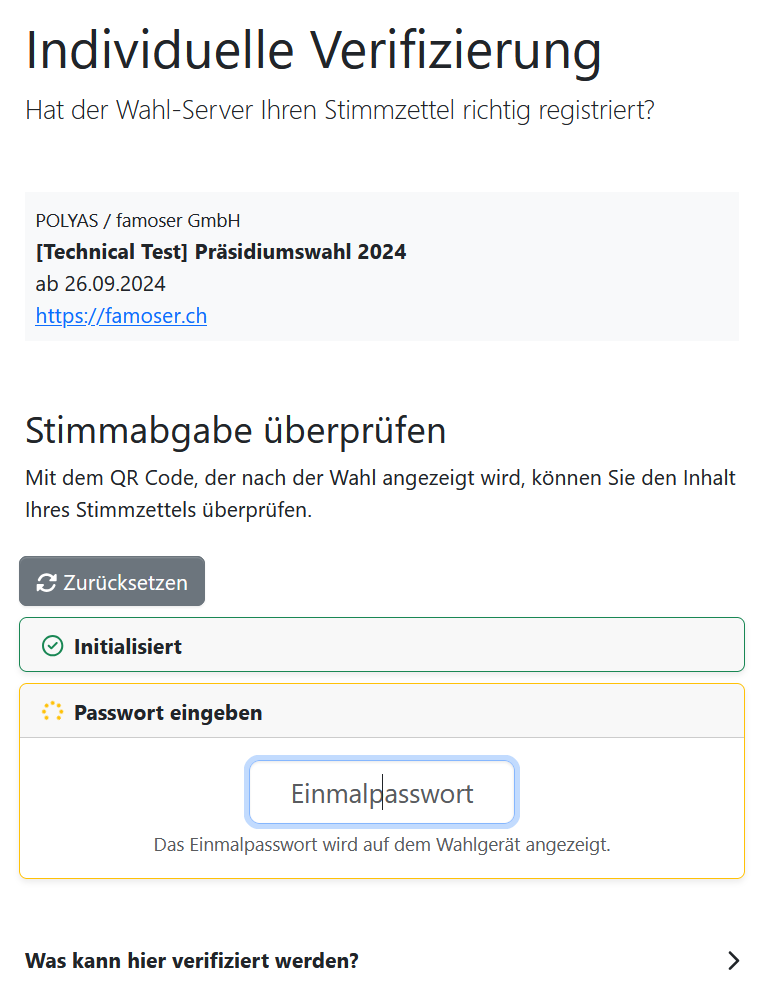 Individuelle Verifizierung
Hat der Wahl-Server Ihren Stimmzettel richtig registriert?
POLYAS / famoser GmbH
[Technical Test] Präsidiumswahl 2024
ab 26.09.2024
https://famoser.ch
Stimmabgabe überprüfen
Mit dem QR Code, der nach der Wahl angezeigt wird, können Sie den Inhalt
Ihres Stimmzettels überprüfen.
Zurücksetzen
Initialisiert
Passwort eingeben
Einmalpasswort
Das Einmalpasswort wird auf dem Wahlgerät angezeigt.
Was kann hier verifiziert werden?